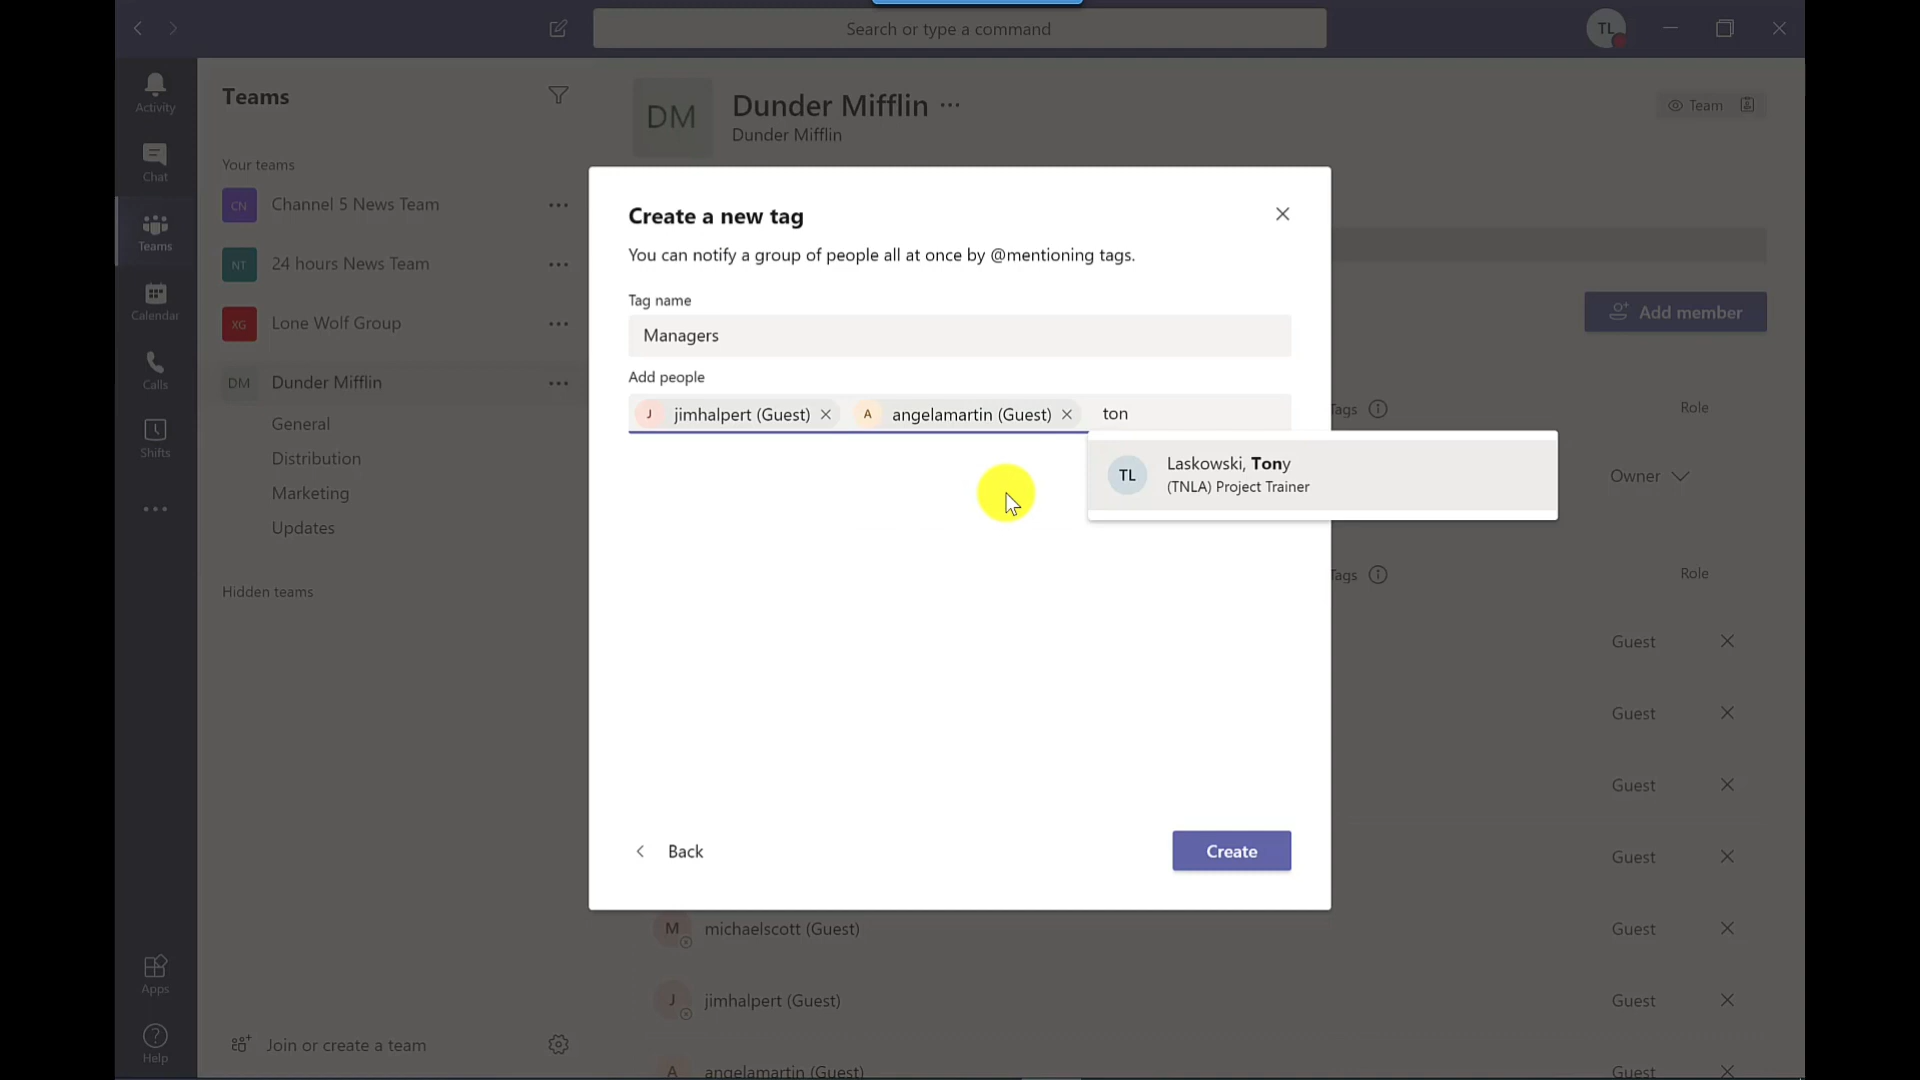 Search or type a command
TL
Activity
Chat
Teams
Calendar
Calls
Shifts
Apps
Help
Teams
Your teams
CN Channel 5 News Team
NT 24 hours News Team
XG Lone Wolf Group
DM Dunder Mifflin
General
Distribution
Marketing
Updates
Hidden teams
Join or create a team
DM
Dunder Mifflin
Dunder Mifflin
Team
Add member
Create a new tag
You can notify a group of people all at once by @mentioning tags.
Tag name
Managers
Add people
J jimhalpert (Guest) A angelamartin (Guest) ton
TL Laskowski, Tony
(TNLA) Project Trainer
Back
Create
Tags Role
Owner
Tags Role
Guest
Guest
Guest
Guest
M michaelscott (Guest) Guest
J jimhalpert (Guest) Guest
A angelamartin (Guest) Guest